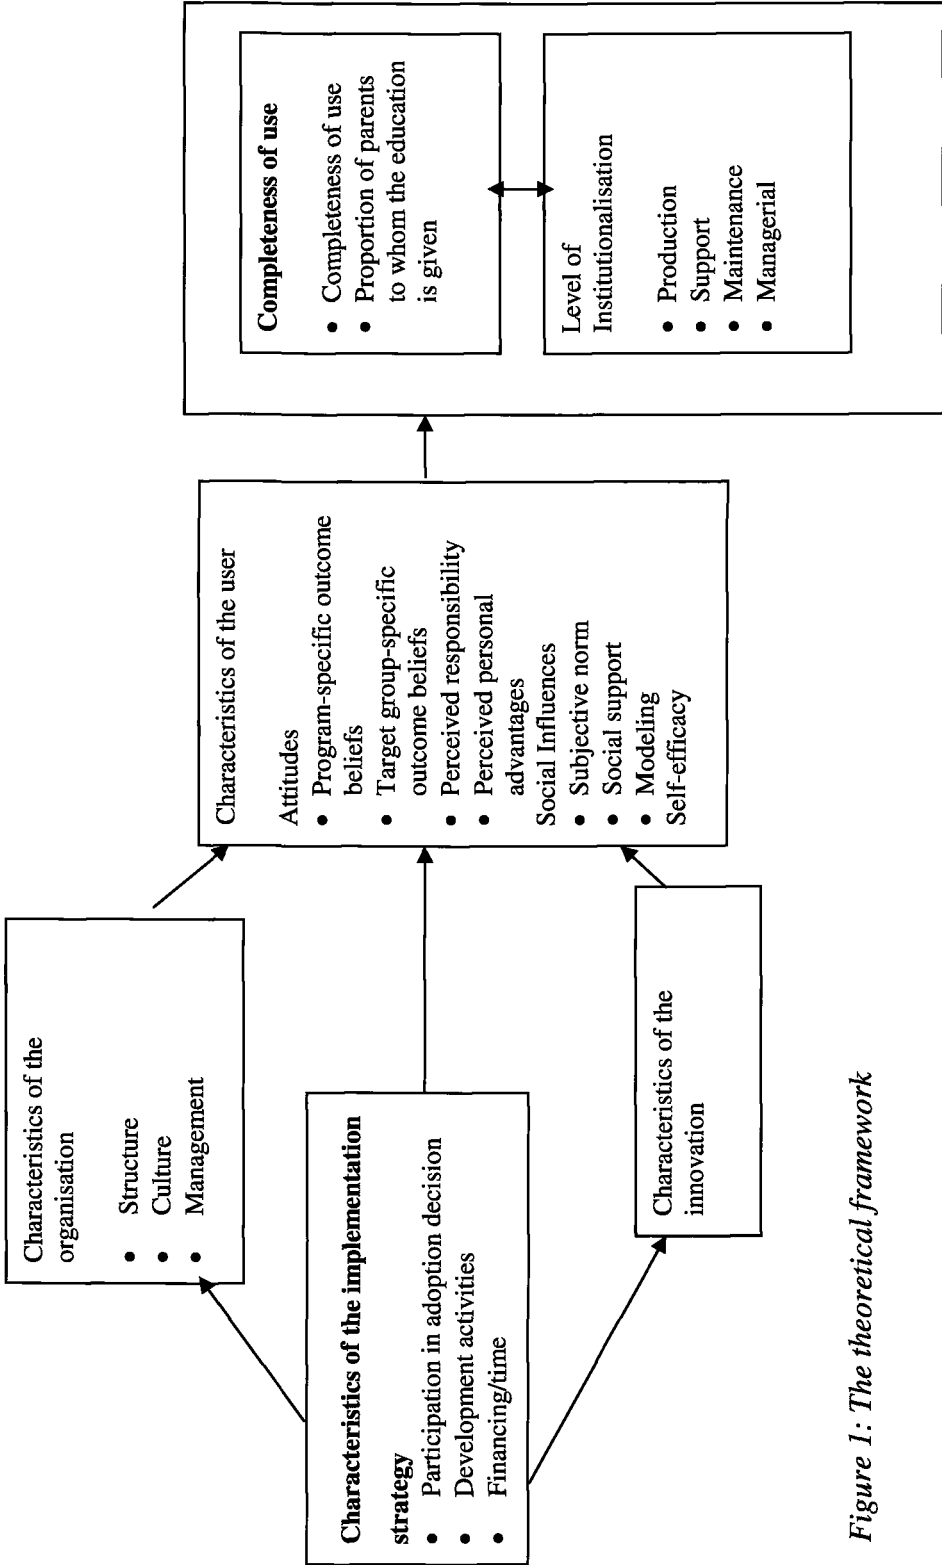 Characteristics of the
organisation
• Structure
• Culture
• Management
Characteristics of the implementation
strategy
• Participation in adoption decision
• Development activities
• Financing/time
Characteristics of the
innovation
Characteristics of the user
Attitudes
• Program-specific outcome
beliefs
• Target group-specific
outcome beliefs
• Perceived responsibility
• Perceived personal
advantages
Social Influences
• Subjective norm
• Social support
• Modeling
Self-efficacy
Completeness of use
• Completeness of use
• Proportion of parents
to whom the education
is given
Level of
Institutionalisation
• Production
• Support
• Maintenance
• Managerial
Figure 1: The theoretical framework